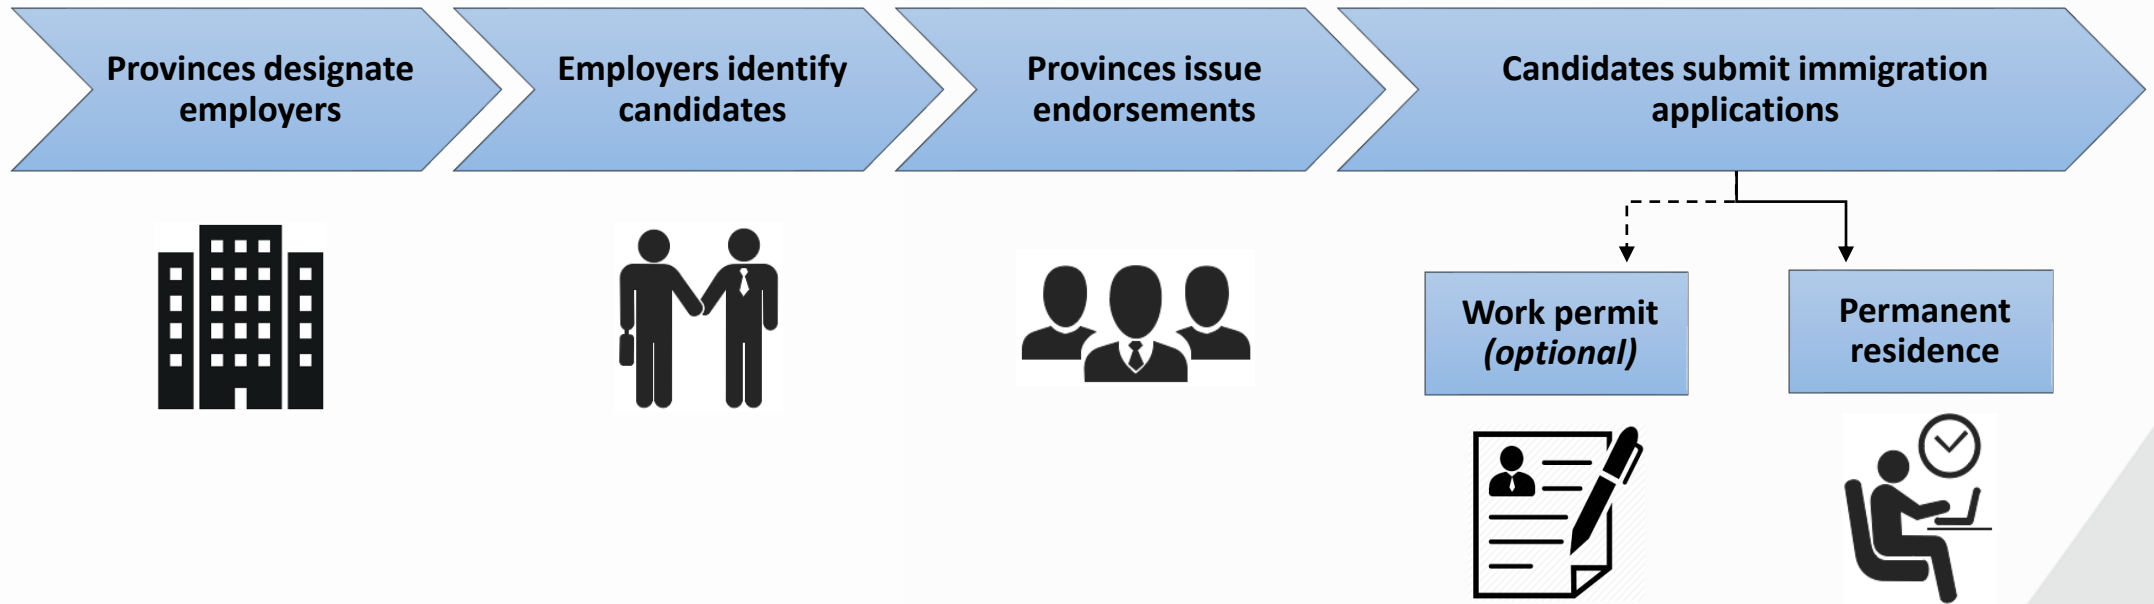 Provinces designate
employers
Employers identify
candidates
Provinces issue
endorsements
Candidates submit immigration
applications
Work permit
(optional)
Permanent
residence